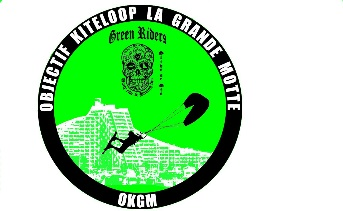 OBJECTIF KITELOOP LA GRANDE MOTTE
Green Riders
OKGM